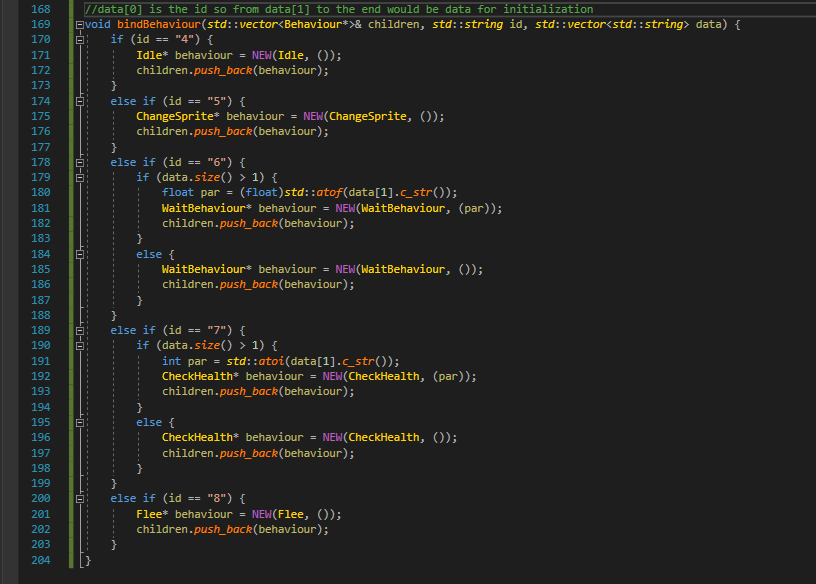 168 //data[0] is the id so from data[1] to the end would be data for initialization
169 void bindBehaviour(std::vector<Behaviour*>& children, std::string id, std::vector<std::string> data) {
170     if (id == "4") {
171         Idle* behaviour = NEW(Idle, ());
172         children.push_back(behaviour);
173     }
174     else if (id == "5") {
175         ChangeSprite* behaviour = NEW(ChangeSprite, ());
176         children.push_back(behaviour);
177     }
178     else if (id == "6") {
179         if (data.size() > 1) {
180             float par = (float)std::atof(data[1].c_str());
181             WaitBehaviour* behaviour = NEW(WaitBehaviour, (par));
182             children.push_back(behaviour);
183         }
184         else {
185             WaitBehaviour* behaviour = NEW(WaitBehaviour, ());
186             children.push_back(behaviour);
187         }
188     }
189     else if (id == "7") {
190         if (data.size() > 1) {
191             int par = std::atoi(data[1].c_str());
192             CheckHealth* behaviour = NEW(CheckHealth, (par));
193             children.push_back(behaviour);
194         }
195         else {
196             CheckHealth* behaviour = NEW(CheckHealth, ());
197             children.push_back(behaviour);
198         }
199     }
200     else if (id == "8") {
201         Flee* behaviour = NEW(Flee, ());
202         children.push_back(behaviour);
203     }
204 }